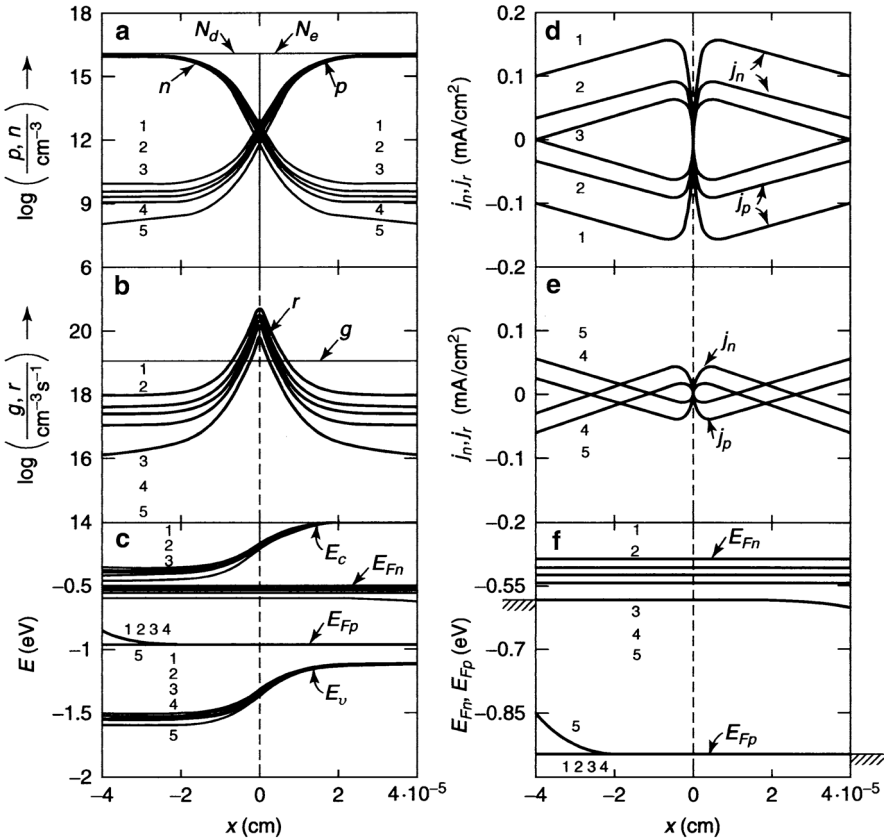 a
N_d
N_e
n
p
1
2
3
4
5
1
2
3
4
5
18
15
12
9
6
log (p, n / cm⁻³)
b
r
g
1
2
3
4
5
20
18
16
14
log (g, r / cm⁻³s⁻¹)
c
1
2
3
E_c
E_Fn
1 2 3 4
E_Fp
5
1
2
3
4
5
E_v
−0.5
−1
−1.5
−2
E (eV)
−4
−2
0
2
4·10⁻⁵
x (cm)
d
1
2
3
2
1
j_n
j_p
0.2
0.1
0
−0.1
−0.2
j_n, j_r (mA/cm²)
e
5
4
4
5
j_n
j_p
0.1
0
−0.1
−0.2
j_n, j_r (mA/cm²)
f
1
2
3
4
5
E_Fn
5
1 2 3 4
E_Fp
−0.55
−0.7
−0.85
E_Fn, E_Fp (eV)
−4
−2
0
2
4·10⁻⁵
x (cm)